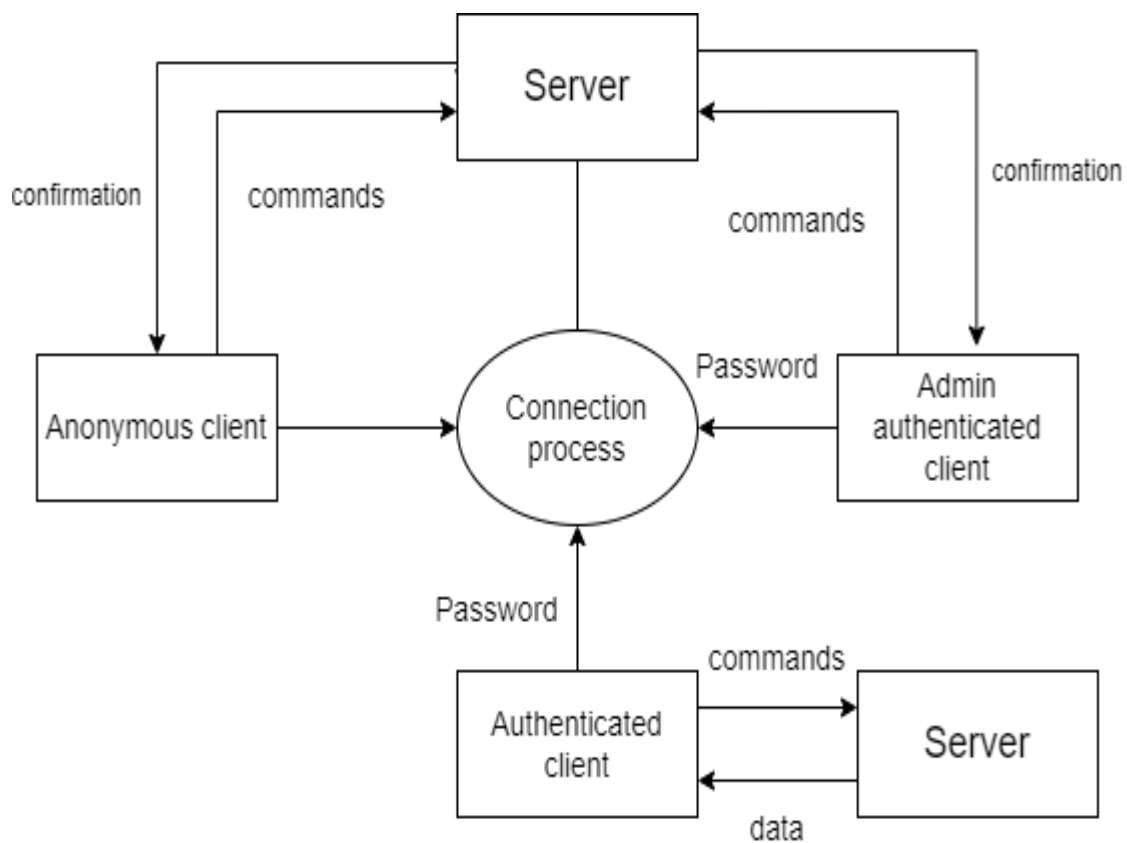 Server
confirmation
commands
commands
confirmation
Anonymous client
Connection
process
Password
Admin
authenticated
client
Password
commands
Authenticated
client
Server
data